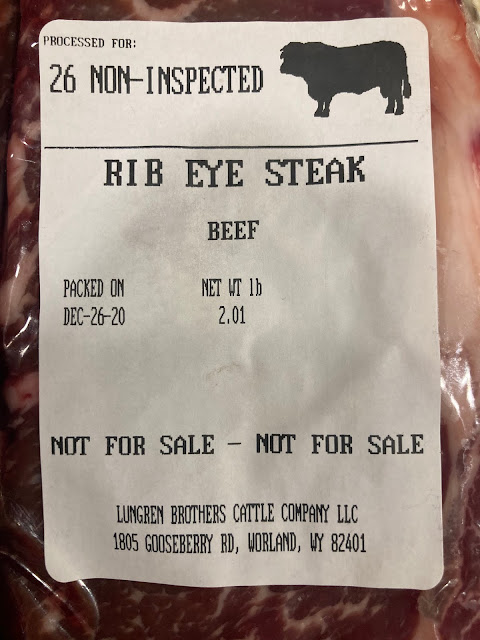 PROCESSED FOR:
26 NON-INSPECTED
RIB EYE STEAK
BEEF
PACKED ON NET WT lb
DEC-26-20 2.01
NOT FOR SALE - NOT FOR SALE
LUNGREN BROTHERS CATTLE COMPANY LLC
1805 GOOSEBERRY RD, WORLAND, WY 82401